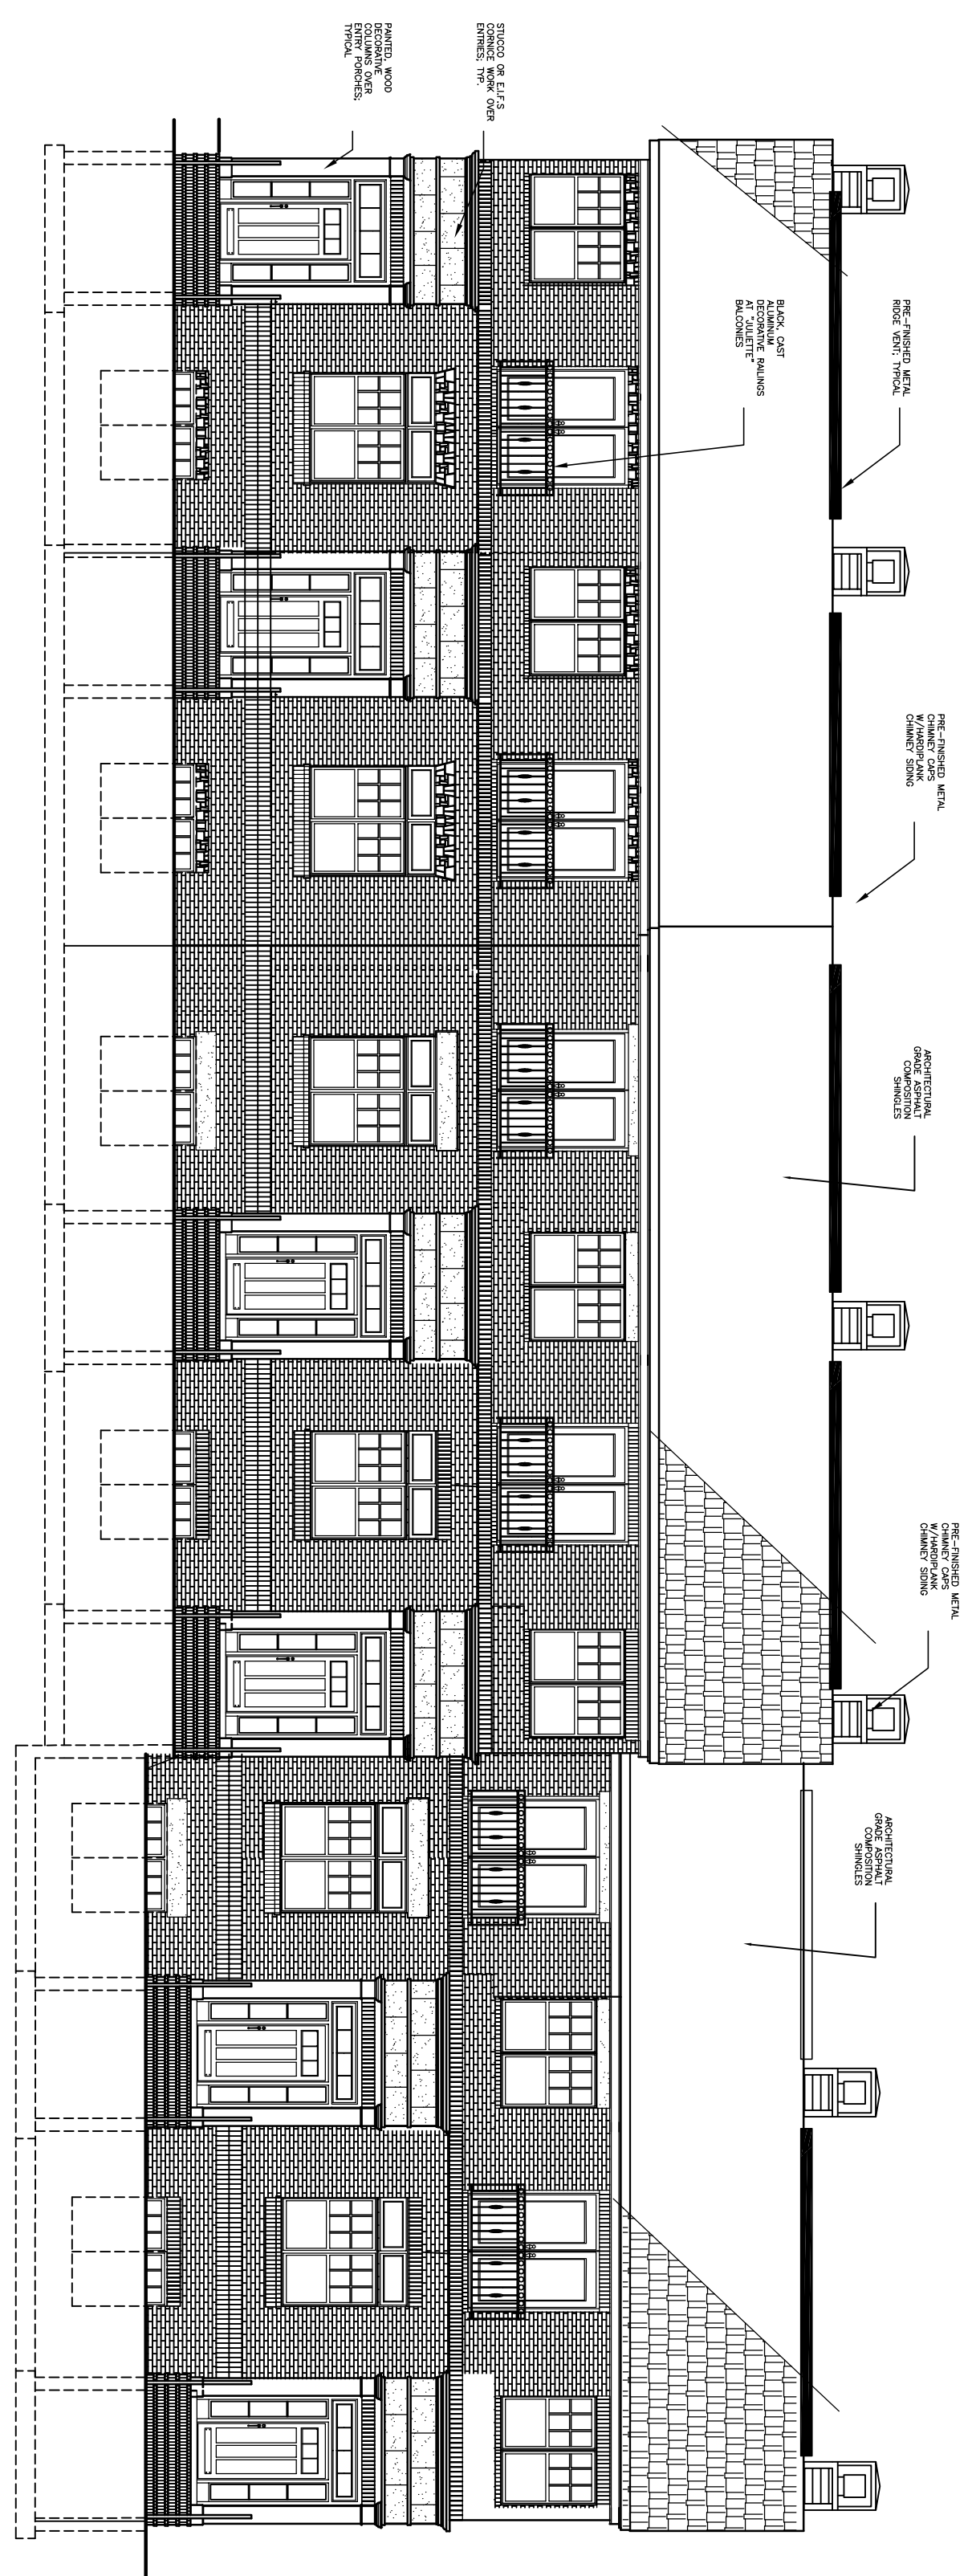 STUCCO OR E.I.F.S
CORNICE WORK OVER
ENTRIES; TYP.
PAINTED, WOOD
DECORATIVE
COLUMNS OVER
ENTRY PORCHES;
TYPICAL
PRE-FINISHED METAL
RIDGE VENT; TYPICAL
BLACK, CAST
ALUMINUM
DECORATIVE RAILINGS
AT "JULIETTE"
BALCONIES
PRE-FINISHED METAL
CHIMNEY CAPS
W/HARDIPLANK
CHIMNEY SIDING
ARCHITECTURAL
GRADE ASPHALT
COMPOSITION
SHINGLES
PRE-FINISHED METAL
CHIMNEY CAPS
W/HARDIPLANK
CHIMNEY SIDING
ARCHITECTURAL
GRADE ASPHALT
COMPOSITION
SHINGLES